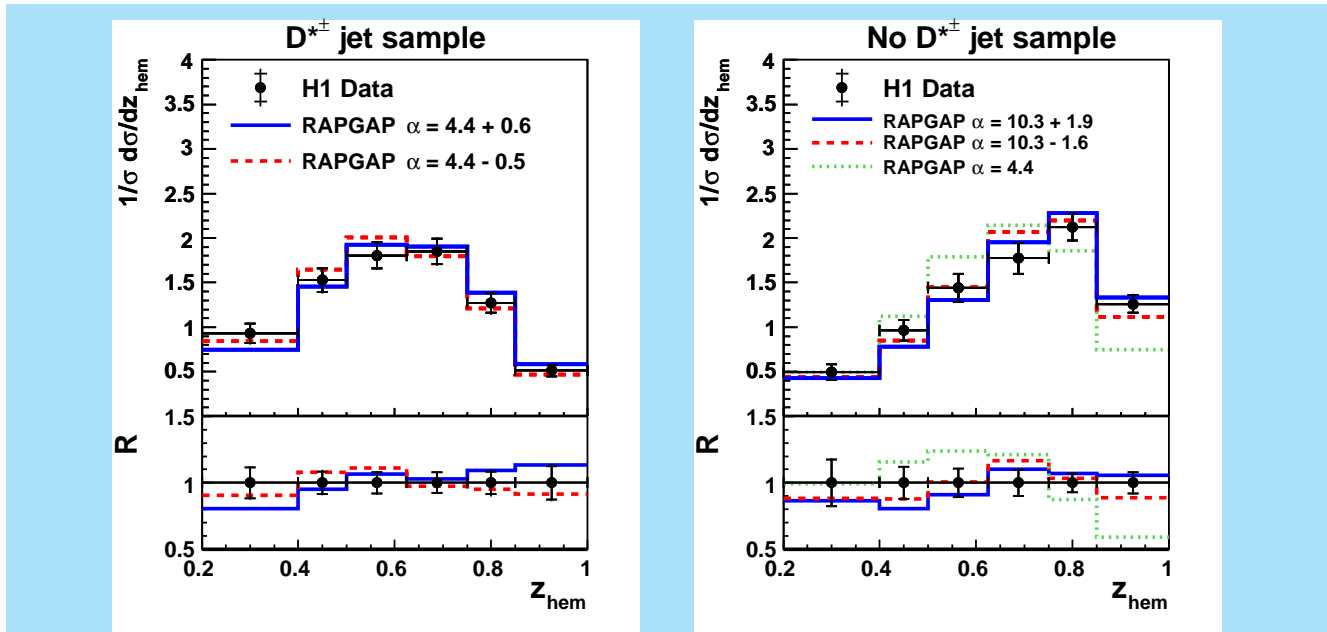 D*± jet sample
1/σ dσ/dz_hem
4
3.5
3
2.5
2
1.5
1
0.5
H1 Data
RAPGAP α = 4.4 + 0.6
RAPGAP α = 4.4 - 0.5
R
1.5
1
0.5
0.2 0.4 0.6 0.8 1
z_hem
No D*± jet sample
1/σ dσ/dz_hem
4
3.5
3
2.5
2
1.5
1
0.5
H1 Data
RAPGAP α = 10.3 + 1.9
RAPGAP α = 10.3 - 1.6
RAPGAP α = 4.4
R
1.5
1
0.5
0.2 0.4 0.6 0.8 1
z_hem